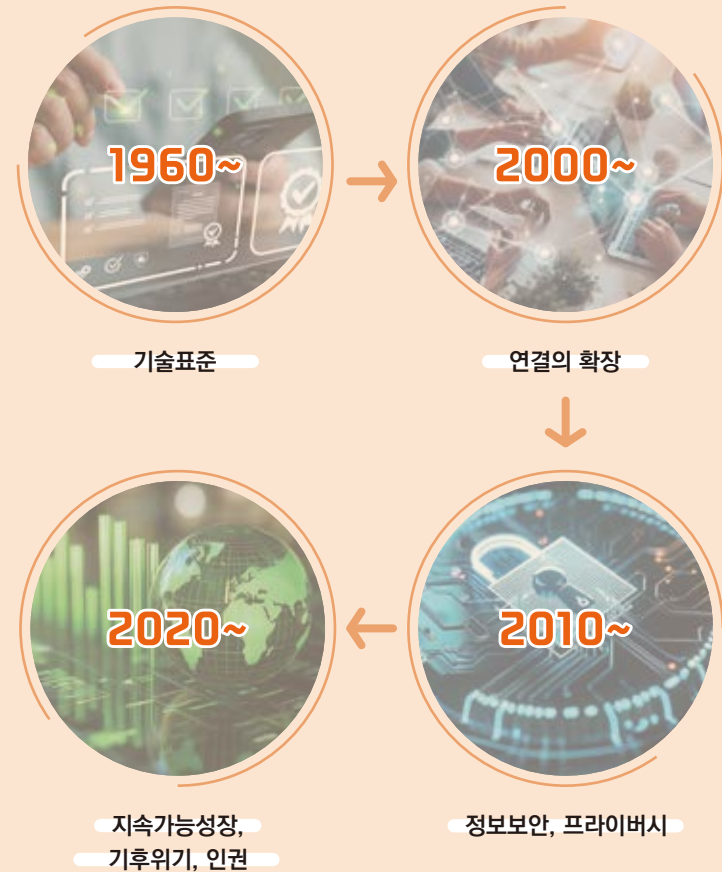 1960~
기술표준
2000~
연결의 확장
2010~
정보보안, 프라이버시
2020~
지속가능성장,
기후위기, 인권